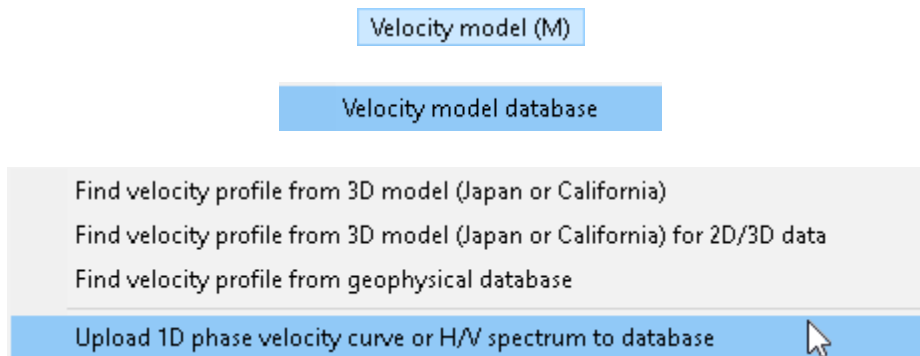 Velocity model (M)
Velocity model database
Find velocity profile from 3D model (Japan or California)
Find velocity profile from 3D model (Japan or California) for 2D/3D data
Find velocity profile from geophysical database
Upload 1D phase velocity curve or H/V spectrum to database